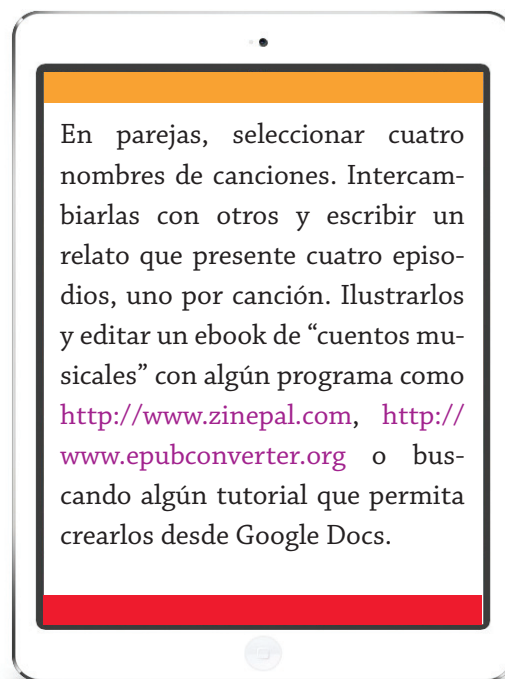 En parejas, seleccionar cuatro
nombres de canciones. Intercam-
biarlas con otros y escribir un
relato que presente cuatro episo-
dios, uno por canción. Ilustrarlos
y editar un ebook de “cuentos mu-
sicales” con algún programa como
http://www.zinepal.com, http://
www.epubconverter.org o bus-
cando algún tutorial que permita
crearlos desde Google Docs.